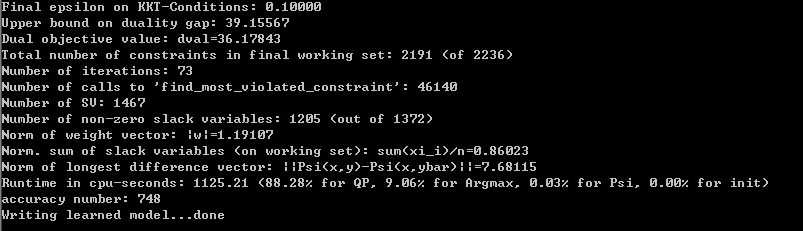 Final epsilon on KKT-Conditions: 0.10000
Upper bound on duality gap: 39.15567
Dual objective value: dval=36.17843
Total number of constraints in final working set: 2191 (of 2236)
Number of iterations: 73
Number of calls to 'find_most_violated_constraint': 46140
Number of SV: 1467
Number of non-zero slack variables: 1205 (out of 1372)
Norm of weight vector: |w|=1.19107
Norm. sum of slack variables (on working set): sum(xi_i)/n=0.86023
Norm of longest difference vector: ||Psi(x,y)-Psi(x,ybar)||=7.68115
Runtime in cpu-seconds: 1125.21 (88.28% for QP, 9.06% for Argmax, 0.03% for Psi, 0.00% for init)
accuracy number: 748
Writing learned model...done